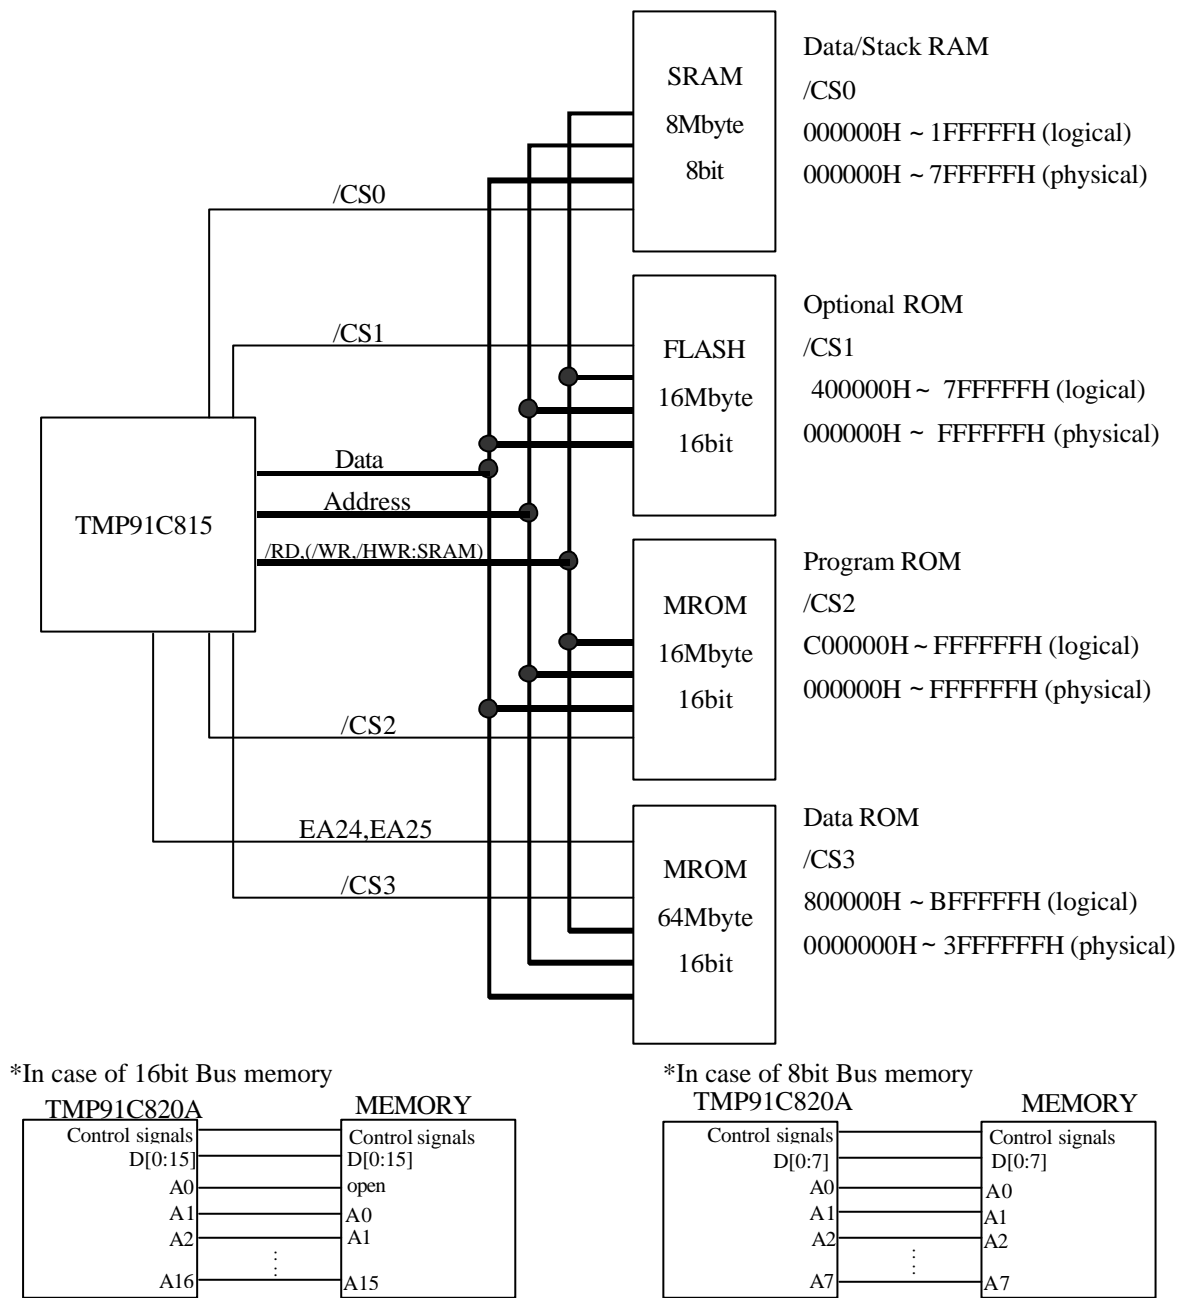 SRAM
8Mbyte
8bit
Data/Stack RAM
/CS0
000000H ~ 1FFFFFH (logical)
000000H ~ 7FFFFFH (physical)
/CS0
/CS1
FLASH
16Mbyte
16bit
Optional ROM
/CS1
400000H ~ 7FFFFFH (logical)
000000H ~ FFFFFFH (physical)
TMP91C815
Data
Address
/RD,(/WR,/HWR:SRAM)
MROM
16Mbyte
16bit
Program ROM
/CS2
C00000H ~ FFFFFFH (logical)
000000H ~ FFFFFFH (physical)
/CS2
EA24,EA25
/CS3
MROM
64Mbyte
16bit
Data ROM
/CS3
800000H ~ BFFFFFH (logical)
0000000H ~ 3FFFFFFH (physical)
*In case of 16bit Bus memory
TMP91C820A MEMORY
Control signals Control signals
D[0:15] D[0:15]
A0 open
A1 A0
A2 A1
A16 A15
*In case of 8bit Bus memory
TMP91C820A MEMORY
Control signals Control signals
D[0:7] D[0:7]
A0 A0
A1 A1
A2 A2
A7 A7